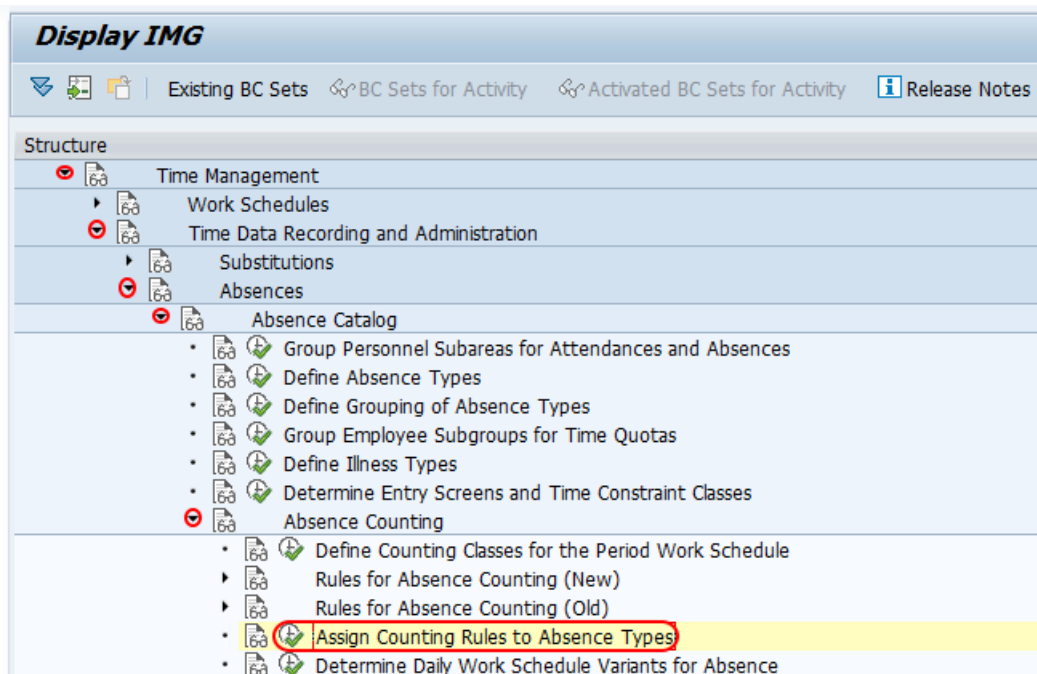 Display IMG
Existing BC Sets BC Sets for Activity Activated BC Sets for Activity Release Notes
Structure
Time Management
Work Schedules
Time Data Recording and Administration
Substitutions
Absences
Absence Catalog
Group Personnel Subareas for Attendances and Absences
Define Absence Types
Define Grouping of Absence Types
Group Employee Subgroups for Time Quotas
Define Illness Types
Determine Entry Screens and Time Constraint Classes
Absence Counting
Define Counting Classes for the Period Work Schedule
Rules for Absence Counting (New)
Rules for Absence Counting (Old)
Assign Counting Rules to Absence Types
Determine Daily Work Schedule Variants for Absence